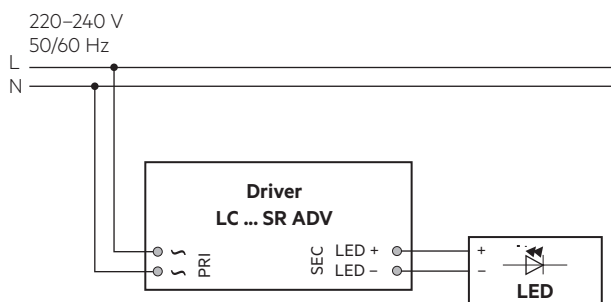 220–240 V
50/60 Hz
L
N
Driver
LC ... SR ADV
~ PRI SEC LED + +
~ LED – –
LED